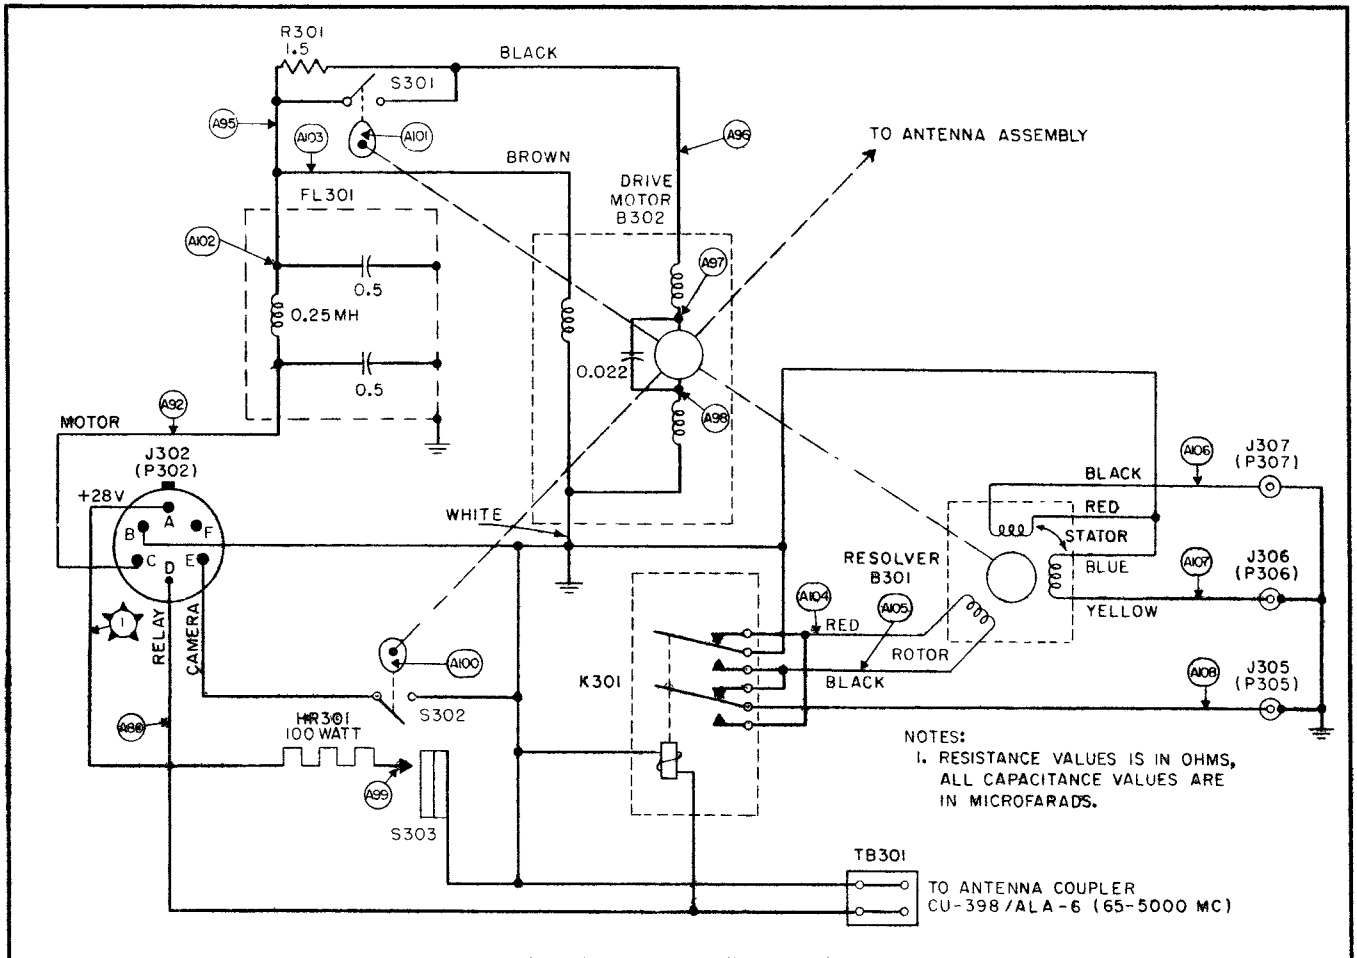 R301
1.5
BLACK
S301
A95
A103
A101
A96
TO ANTENNA ASSEMBLY
BROWN
FL301
DRIVE
MOTOR
B302
A102
A97
0.5
0.25MH
0.022
0.5
A98
A92
MOTOR
J302
(P302)
+28V
A
B
F
C
D
E
WHITE
1
RELAY
CAMERA
A106
J307
(P307)
BLACK
RED
STATOR
RESOLVER
B301
BLUE
A107
J306
(P306)
YELLOW
A104
A105
RED
ROTOR
BLACK
K301
A100
S302
A108
J305
(P305)
HR301
100 WATT
A99
S303
NOTES:
1. RESISTANCE VALUES IS IN OHMS,
ALL CAPACITANCE VALUES ARE
IN MICROFARADS.
TB301
TO ANTENNA COUPLER
CU-398/ALA-6 (65-5000 MC)